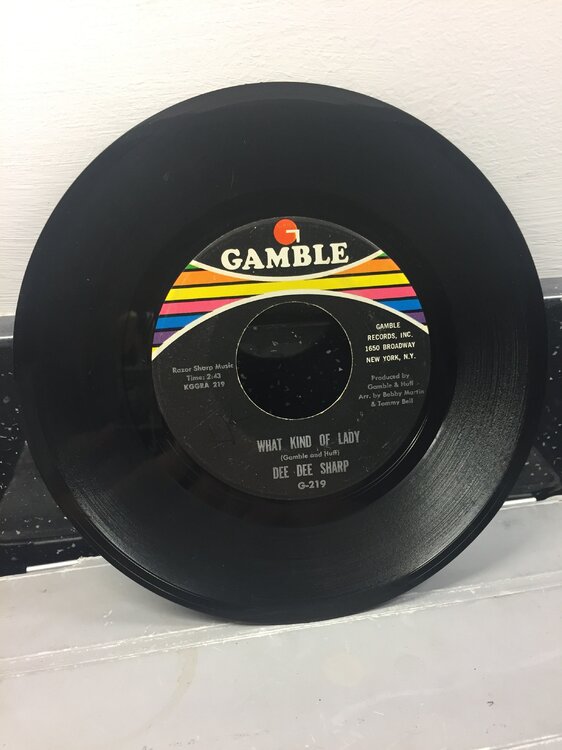 GAMBLE
GAMBLE
RECORDS, INC.
1650 BROADWAY
NEW YORK, N.Y.
Razor Sharp Music
Time: 2:43
KGGRA 219
Produced by
Gamble & Huff
Arr. by Bobby Martin
& Tommy Bell
WHAT KIND OF LADY
(Gamble and Huff)
DEE DEE SHARP
G-219